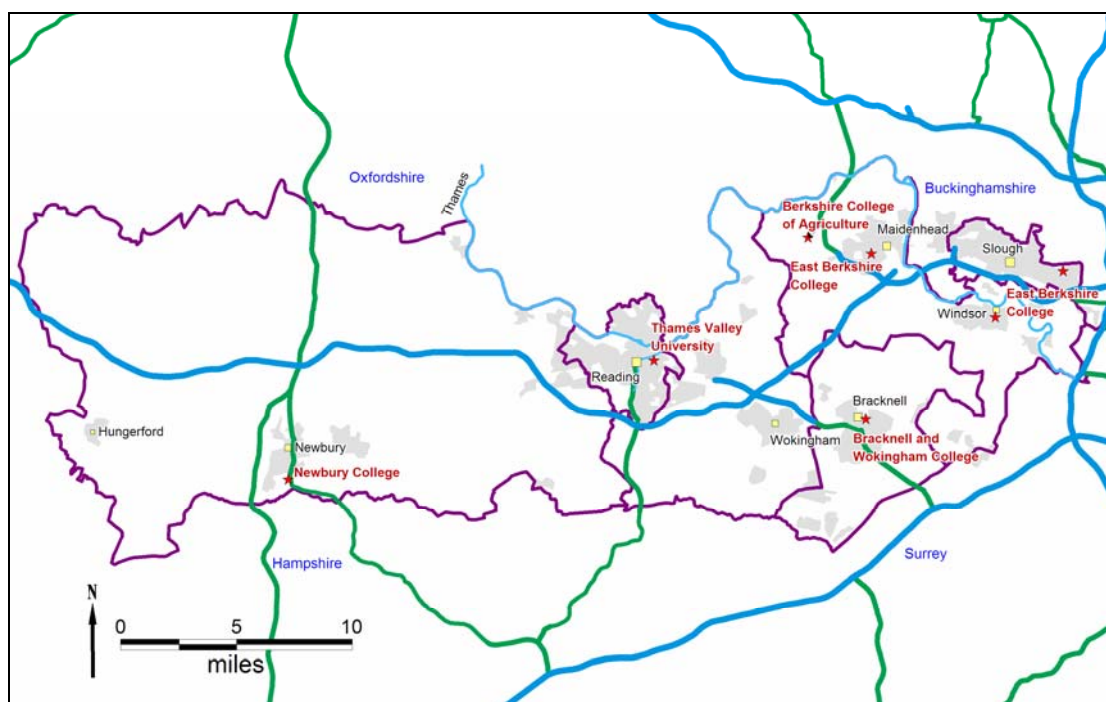 Oxfordshire
Thames
Buckinghamshire
Berkshire College
of Agriculture
Maidenhead
Slough
East Berkshire
College
East Berkshire
College
Windsor
Thames Valley
University
Reading
Bracknell
Hungerford
Wokingham
Bracknell and
Wokingham College
Newbury
Newbury College
Hampshire
Surrey
N
0 5 10
miles